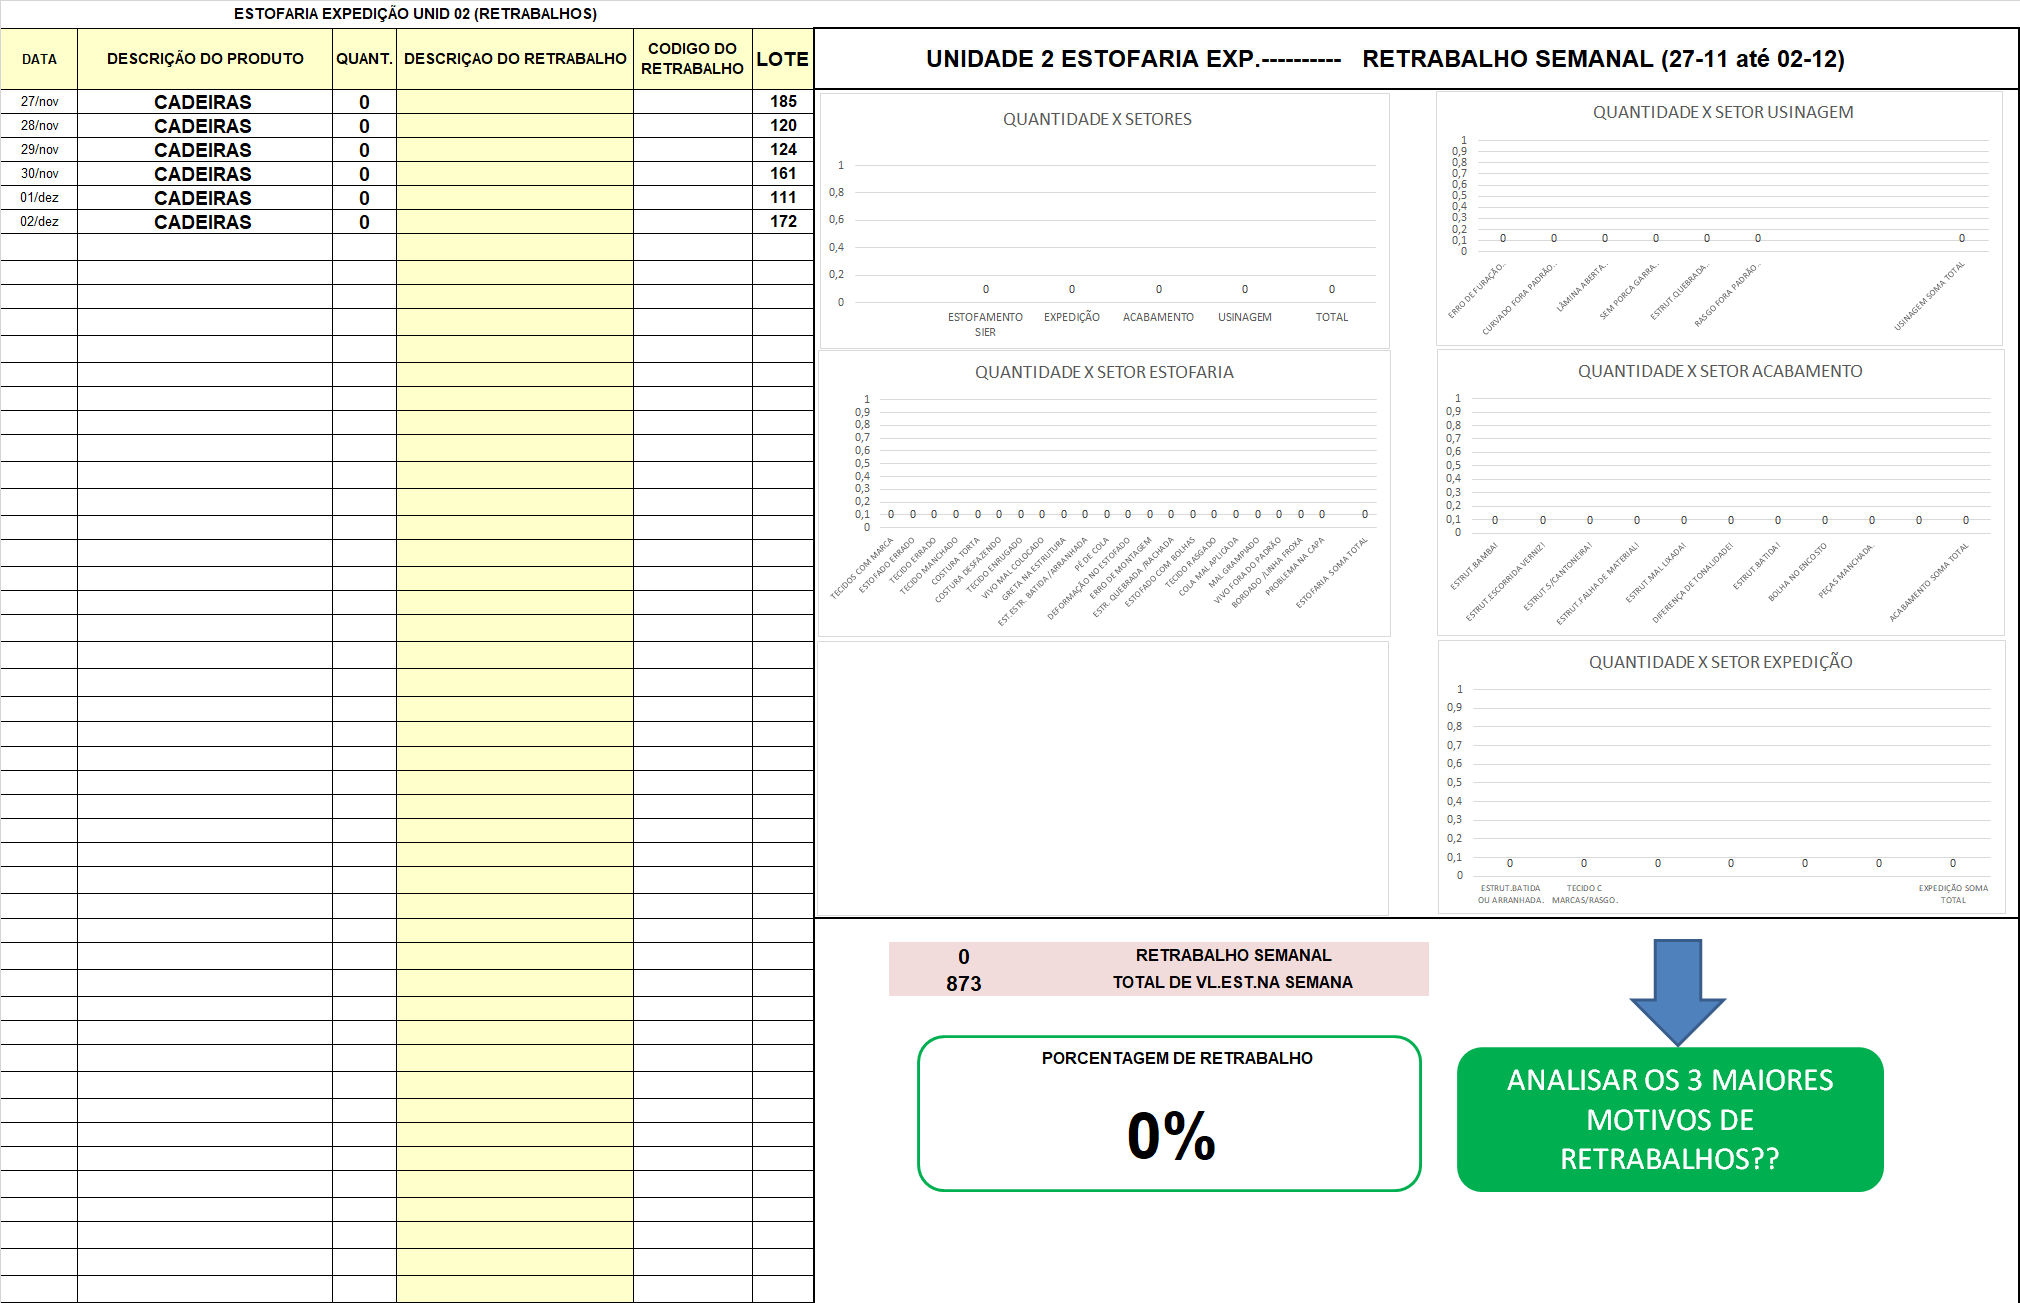 ESTOFARIA EXPEDIÇÃO UNID 02 (RETRABALHOS)
DATA DESCRIÇÃO DO PRODUTO QUANT. DESCRIÇAO DO RETRABALHO CODIGO DO RETRABALHO LOTE
27/nov CADEIRAS 0 185
28/nov CADEIRAS 0 120
29/nov CADEIRAS 0 124
30/nov CADEIRAS 0 161
01/dez CADEIRAS 0 111
02/dez CADEIRAS 0 172
UNIDADE 2 ESTOFARIA EXP.---------- RETRABALHO SEMANAL (27-11 até 02-12)
QUANTIDADE X SETORES
1
0,8
0,6
0,4
0,2
0
0 0 0 0 0
ESTOFAMENTO SIER EXPEDIÇÃO ACABAMENTO USINAGEM TOTAL
QUANTIDADE X SETOR USINAGEM
1
0,9
0,8
0,7
0,6
0,5
0,4
0,3
0,2
0,1
0
0 0 0 0 0 0 0
ERRO DE FURAÇÃO..
CURVADO FORA PADRÃO..
LÂMINA ABERTA..
SEM PORCA GARRA..
ESTRUT.QUEBRADA..
RASGO FORA PADRÃO..
USINAGEM SOMA TOTAL
QUANTIDADE X SETOR ESTOFARIA
1
0,9
0,8
0,7
0,6
0,5
0,4
0,3
0,2
0,1
0
0 0 0 0 0 0 0 0 0 0 0 0 0 0 0 0 0 0 0 0 0 0
TECIDOS COM MARCA
ESTOFADO ERRADO
TECIDO ERRADO
TECIDO MANCHADO
COSTURA TORTA
COSTURA DESFAZENDO
TECIDO ENRUGADO
VIVO MAL COLOCADO
GRETA NA ESTRUTURA
EST.ESTR. BATIDA /ARRANHADA
PÉ DE COLA
DEFORMAÇÃO NO ESTOFADO
ERRO DE MONTAGEM
ESTR. QUEBRADA /RACHADA
ESTOFADO COM BOLHAS
TECIDO RASGADO
COLA MAL APLICADA
MAL GRAMPIADO
VIVO FORA DO PADRÃO
BORDADO /LINHA FROXA
PROBLEMA NA CAPA
ESTOFARIA SOMA TOTAL
QUANTIDADE X SETOR ACABAMENTO
1
0,9
0,8
0,7
0,6
0,5
0,4
0,3
0,2
0,1
0
0 0 0 0 0 0 0 0 0 0 0
ESTRUT.BAMBA!
ESTRUT.ESCORRIDA VERNIZ!
ESTRUT.S/CANTONEIRA!
ESTRUT.FALHA DE MATERIAL!
ESTRUT.MAL LIXADA!
DIFERENÇA DE TONAUDADE!
ESTRUT.BATIDA!
BOLHA NO ENCOSTO
PEÇAS MANCHADA.
ACABAMENTO SOMA TOTAL
QUANTIDADE X SETOR EXPEDIÇÃO
1
0,9
0,8
0,7
0,6
0,5
0,4
0,3
0,2
0,1
0
0 0 0 0 0 0 0
ESTRUT.BATIDA OU ARRANHADA.
TECIDO C MARCAS/RASGO.
EXPEDIÇÃO SOMA TOTAL
0 RETRABALHO SEMANAL
873 TOTAL DE VL.EST.NA SEMANA
PORCENTAGEM DE RETRABALHO
0%
ANALISAR OS 3 MAIORES
MOTIVOS DE
RETRABALHOS??